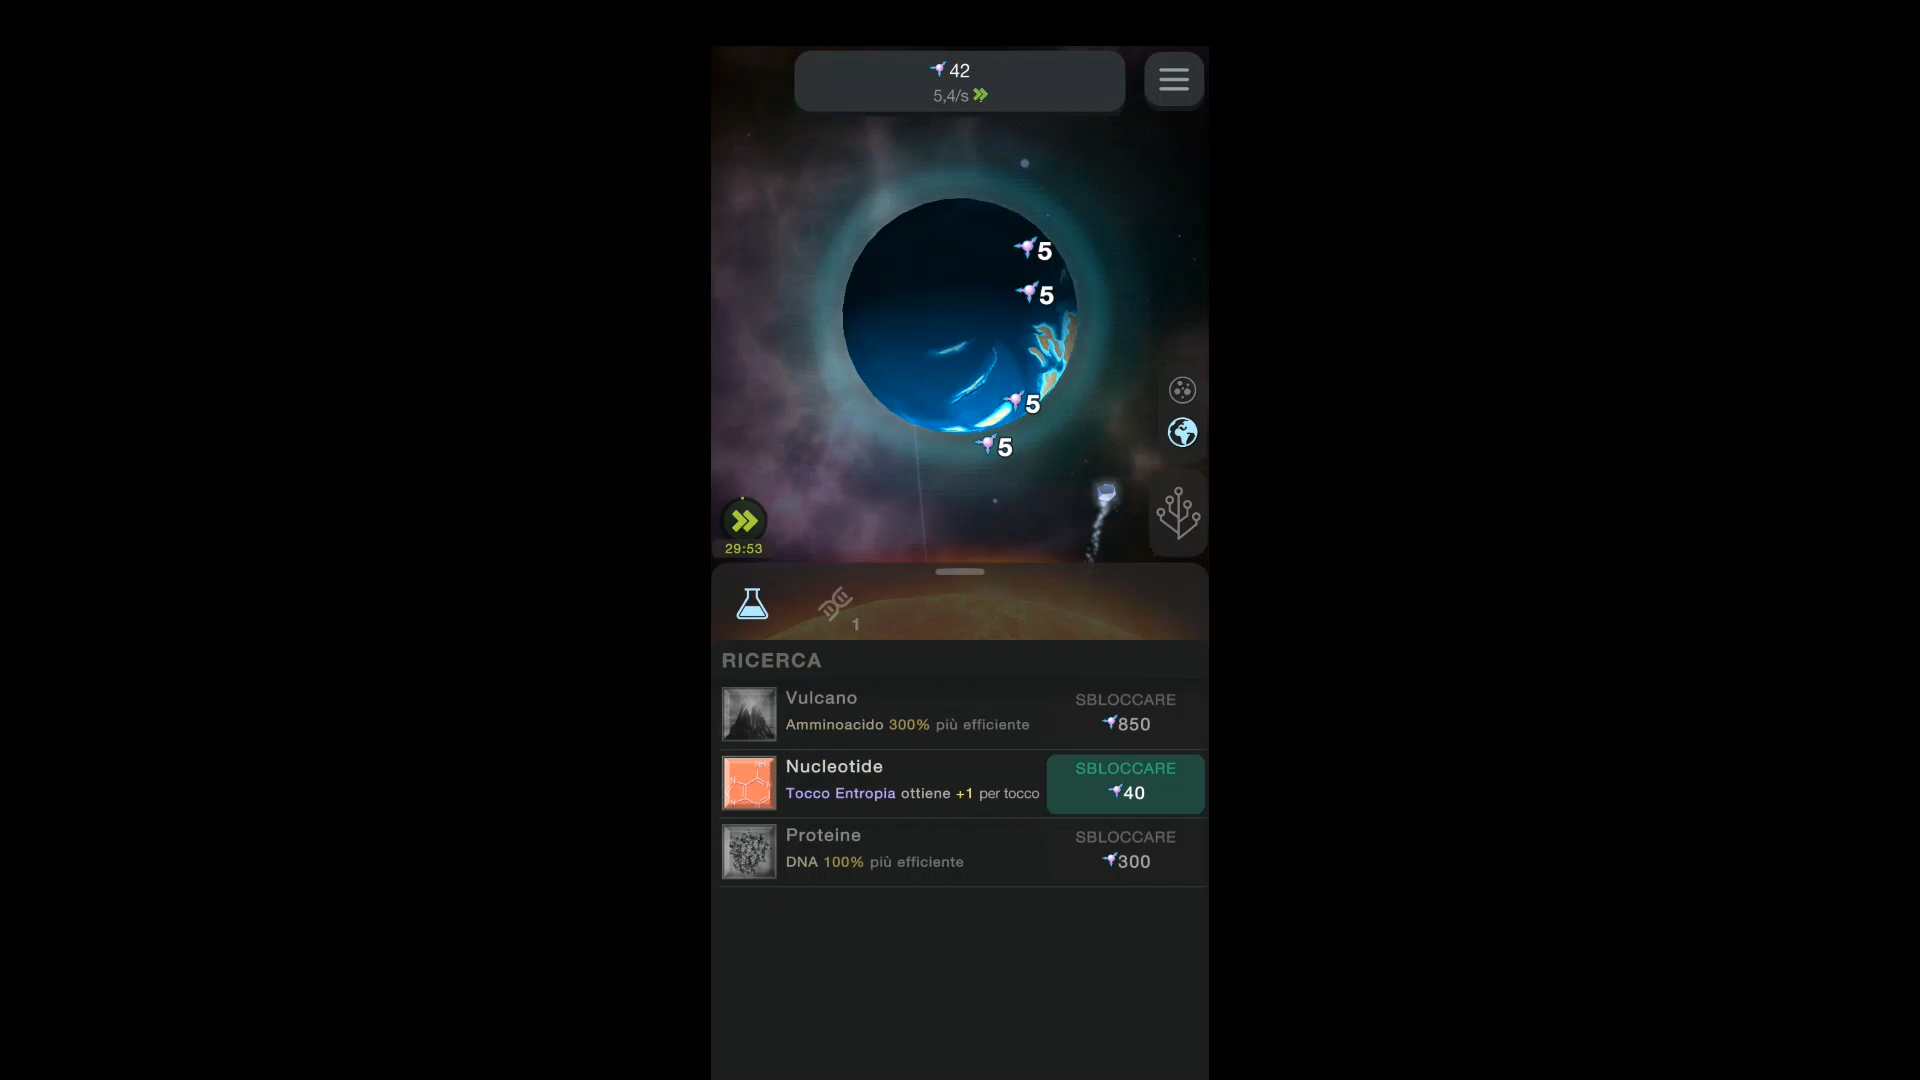 42
5,4/s
5
5
5
5
29:53
1
RICERCA
Vulcano
Amminoacido 300% più efficiente
SBLOCCARE
850
Nucleotide
Tocco Entropia ottiene +1 per tocco
SBLOCCARE
40
Proteine
DNA 100% più efficiente
SBLOCCARE
300